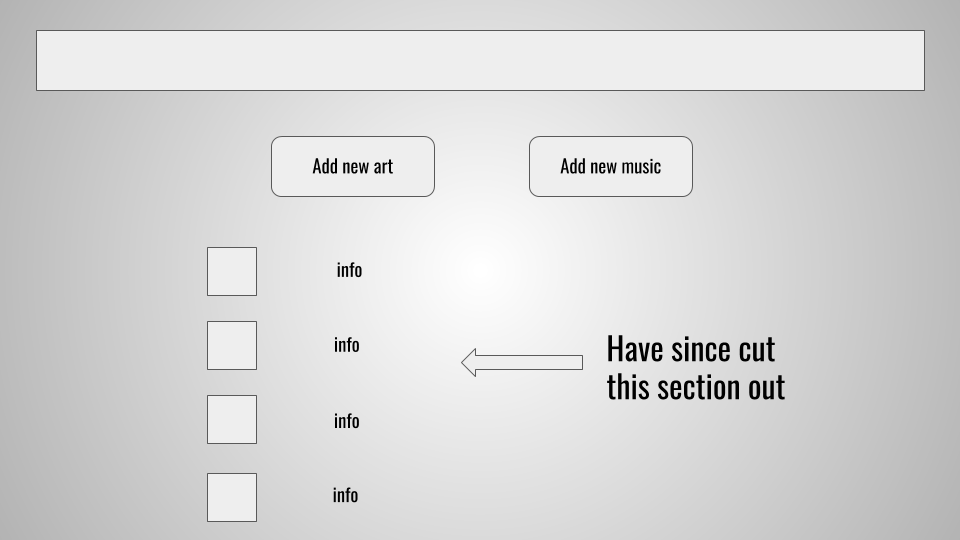 Add new art
Add new music
info
info
Have since cut
this section out
info
info